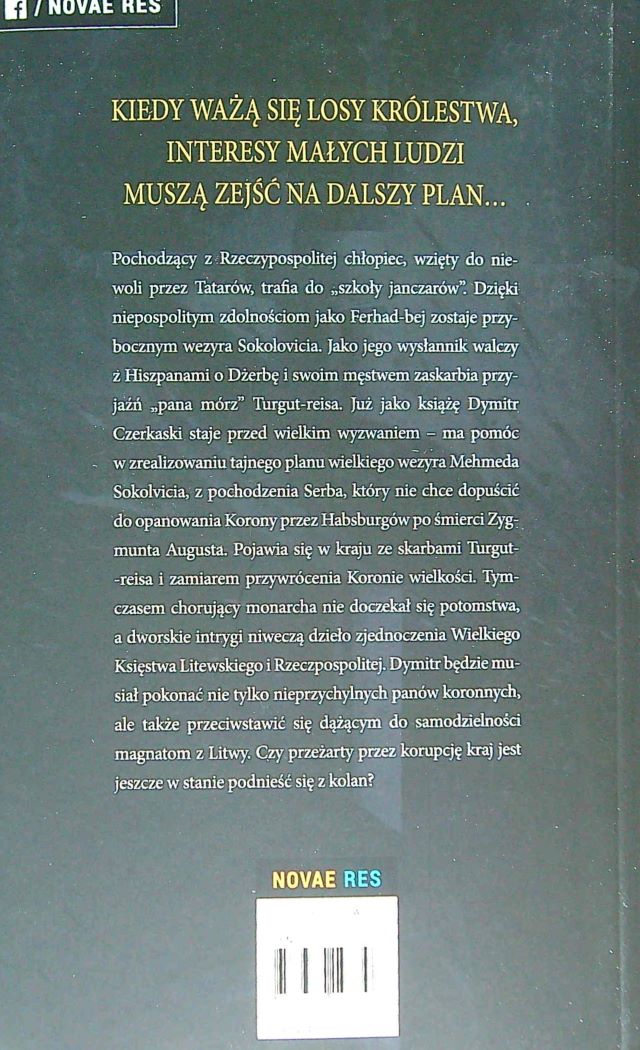 f / NOVAE RES
KIEDY WAŻĄ SIĘ LOSY KRÓLESTWA,
INTERESY MAŁYCH LUDZI
MUSZĄ ZEJŚĆ NA DALSZY PLAN...
Pochodzący z Rzeczypospolitej chłopiec, wzięty do nie-
woli przez Tatarów, trafia do „szkoły janczarów”. Dzięki
niepospolitym zdolnościom jako Ferhad-bej zostaje przy-
bocznym wezyra Sokolovicia. Jako jego wysłannik walczy
z Hiszpanami o Dżerbę i swoim męstwem zaskarbia przy-
jaźń „pana mórz” Turgut-reisa. Już jako książę Dymitr
Czerkaski staje przed wielkim wyzwaniem – ma pomóc
w zrealizowaniu tajnego planu wielkiego wezyra Mehmeda
Sokolvicia, z pochodzenia Serba, który nie chce dopuścić
do opanowania Korony przez Habsburgów po śmierci Zyg-
munta Augusta. Pojawia się w kraju ze skarbami Turgut-
-reisa i zamiarem przywrócenia Koronie wielkości. Tym-
czasem chorujący monarcha nie doczekał się potomstwa,
a dworskie intrygi niweczą dzieło zjednoczenia Wielkiego
Księstwa Litewskiego i Rzeczpospolitej. Dymitr będzie mu-
siał pokonać nie tylko nieprzychylnych panów koronnych,
ale także przeciwstawić się dążącym do samodzielności
magnatom z Litwy. Czy przeżarty przez korupcję kraj jest
jeszcze w stanie podnieść się z kolan?
NOVAE RES